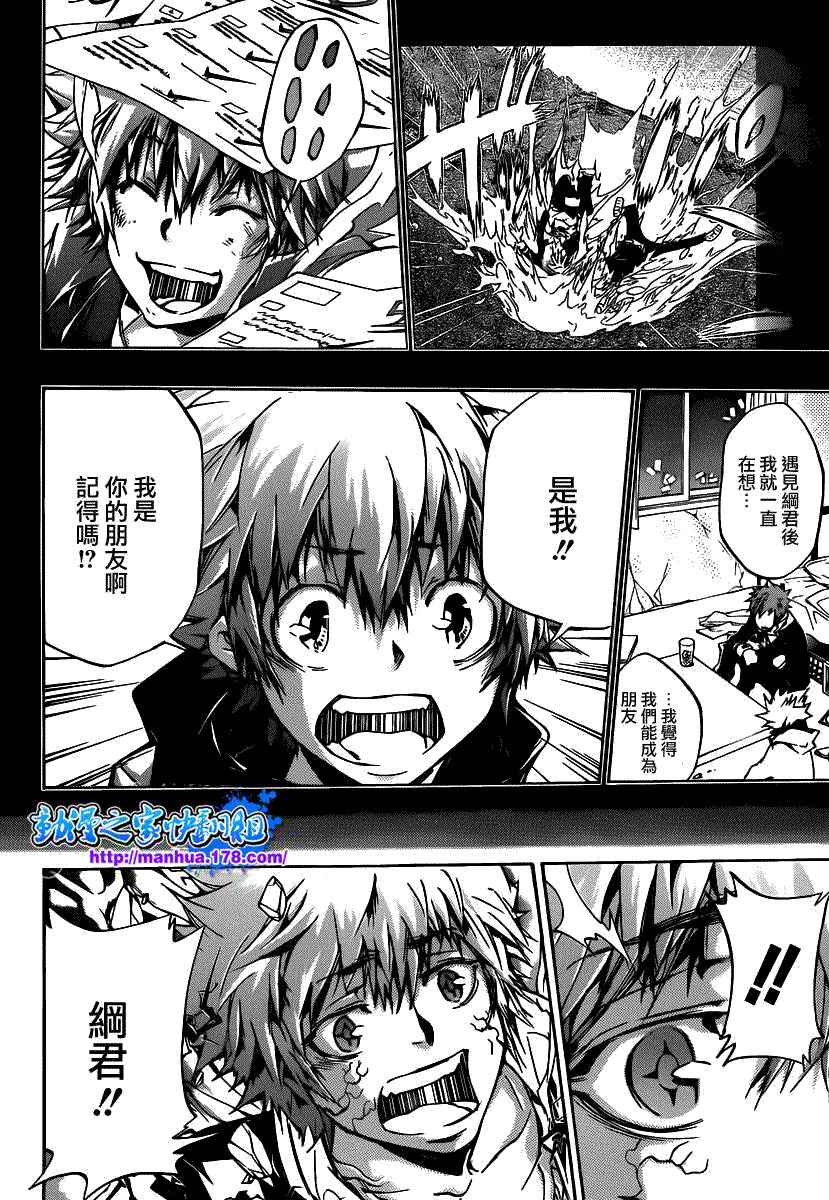 遇見綱君後
我就一直
在想…
…我覺得
我們能成為
朋友
是我!!
我是
你的朋友啊
記得嗎!?
動漫之家快翻組
http://manhua.178.com/
!!
綱君!!